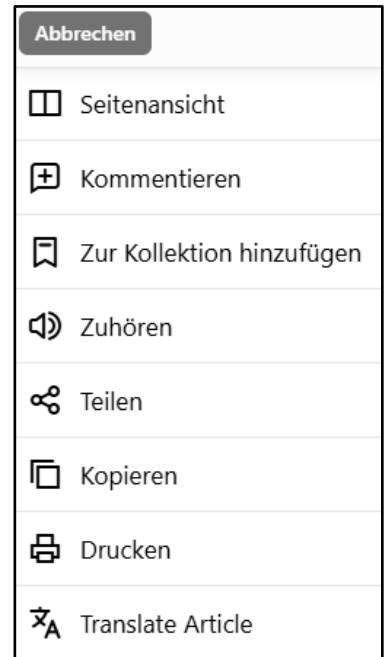 Abbrechen
Seitenansicht
Kommentieren
Zur Kollektion hinzufügen
Zuhören
Teilen
Kopieren
Drucken
Translate Article